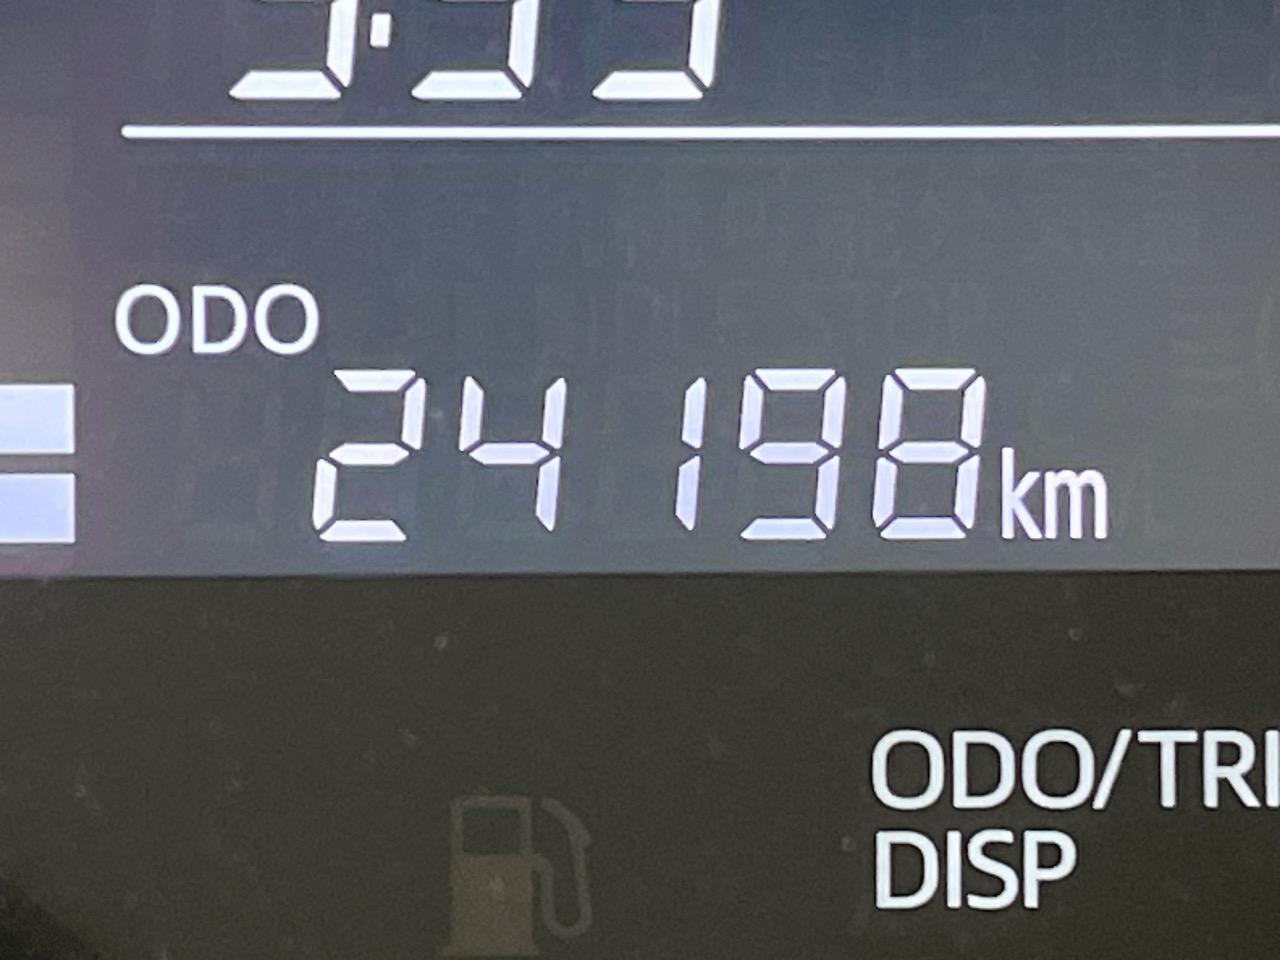 ODO
24198km
ODO/TRI
DISP